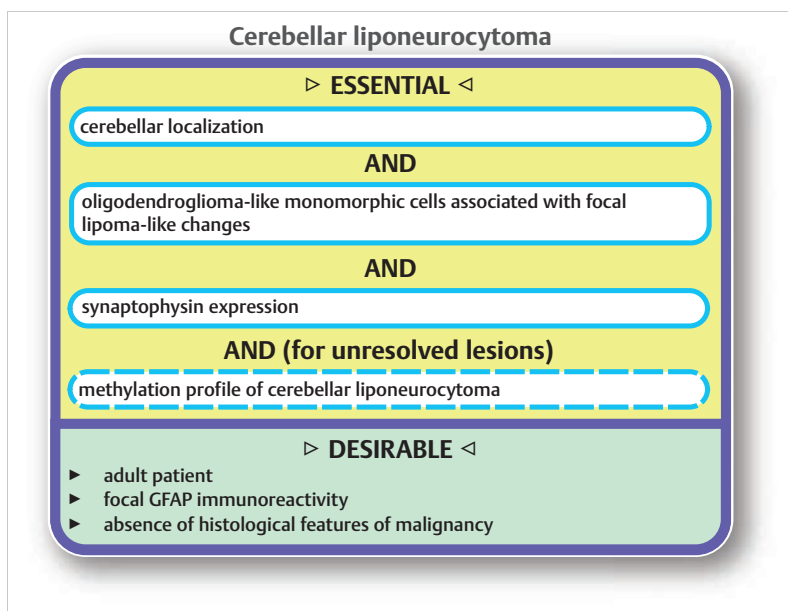 Cerebellar liponeurocytoma
▷ ESSENTIAL ◁
cerebellar localization
AND
oligodendroglioma-like monomorphic cells associated with focal
lipoma-like changes
AND
synaptophysin expression
AND (for unresolved lesions)
methylation profile of cerebellar liponeurocytoma
▷ DESIRABLE ◁
► adult patient
► focal GFAP immunoreactivity
► absence of histological features of malignancy